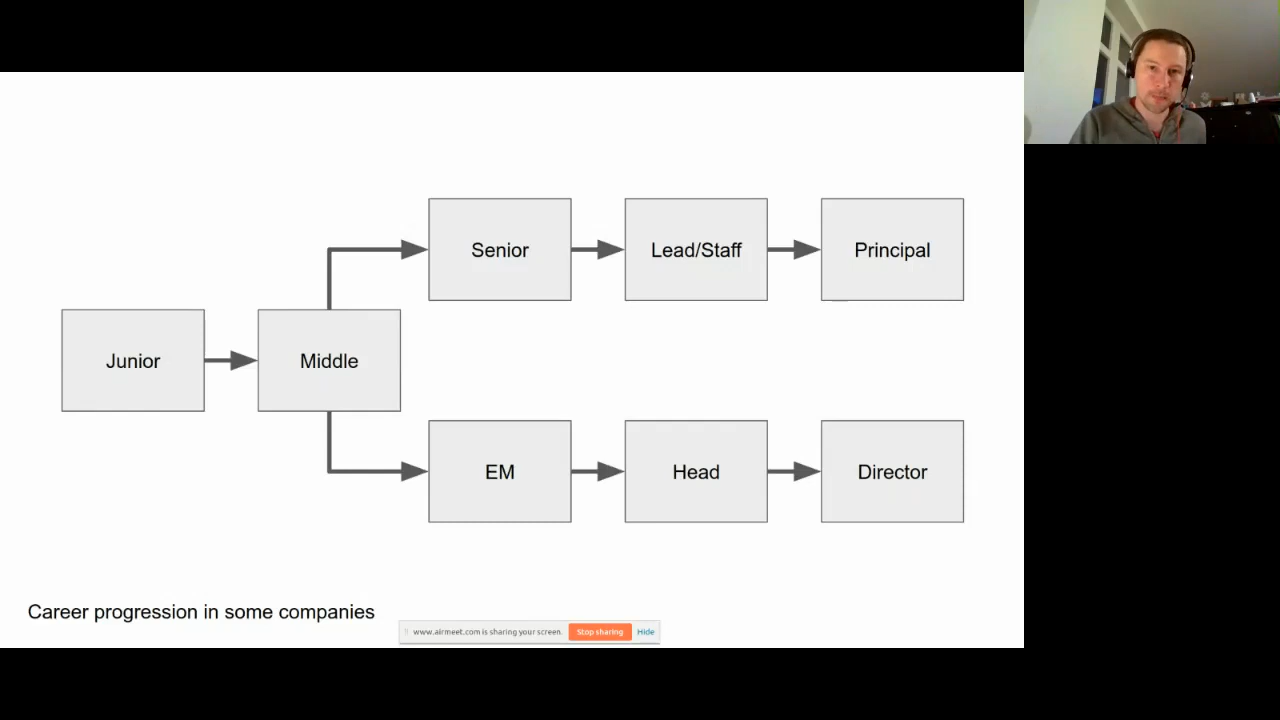 Senior
Lead/Staff
Principal
Junior
Middle
EM
Head
Director
Career progression in some companies
www.airmeet.com is sharing your screen.
Stop sharing
Hide